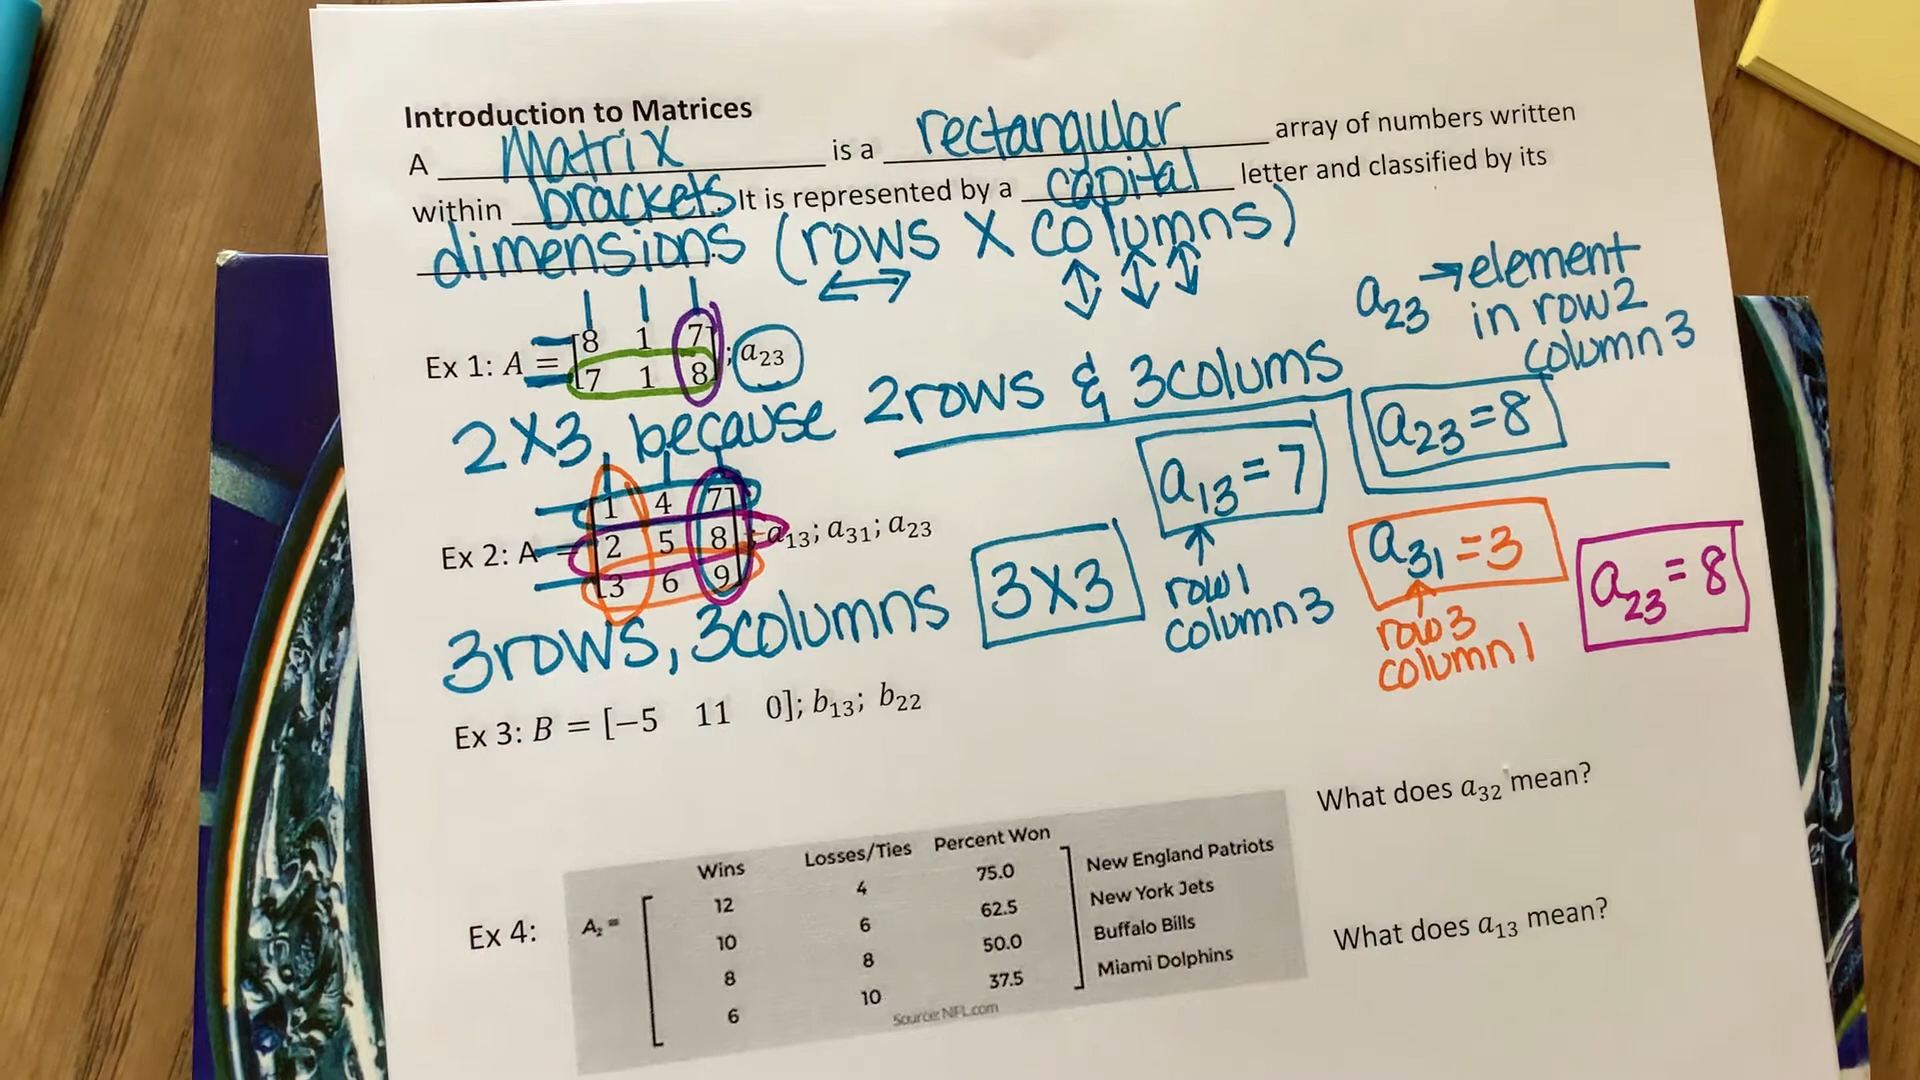 Introduction to Matrices
A Matrix is a rectangular array of numbers written
within brackets. It is represented by a capital letter and classified by its
dimensions. (rows X columns)
a23 → element
in row 2
column 3
Ex 1: A = [8 1 7]; a23
[7 1 8]
2X3, because 2rows & 3colums
a23 = 8
Ex 2: A = [1 4 7]; a13; a31; a23
[2 5 8]
[3 6 9]
3rows, 3columns
3X3
a13 = 7
row 1
column 3
a31 = 3
row 3
column 1
a23 = 8
Ex 3: B = [−5 11 0]; b13; b22
What does a32 mean?
What does a13 mean?
Ex 4: A2 =
Wins Losses/Ties Percent Won
12 4 75.0 New England Patriots
10 6 62.5 New York Jets
8 8 50.0 Buffalo Bills
6 10 37.5 Miami Dolphins
Source: NFL.com